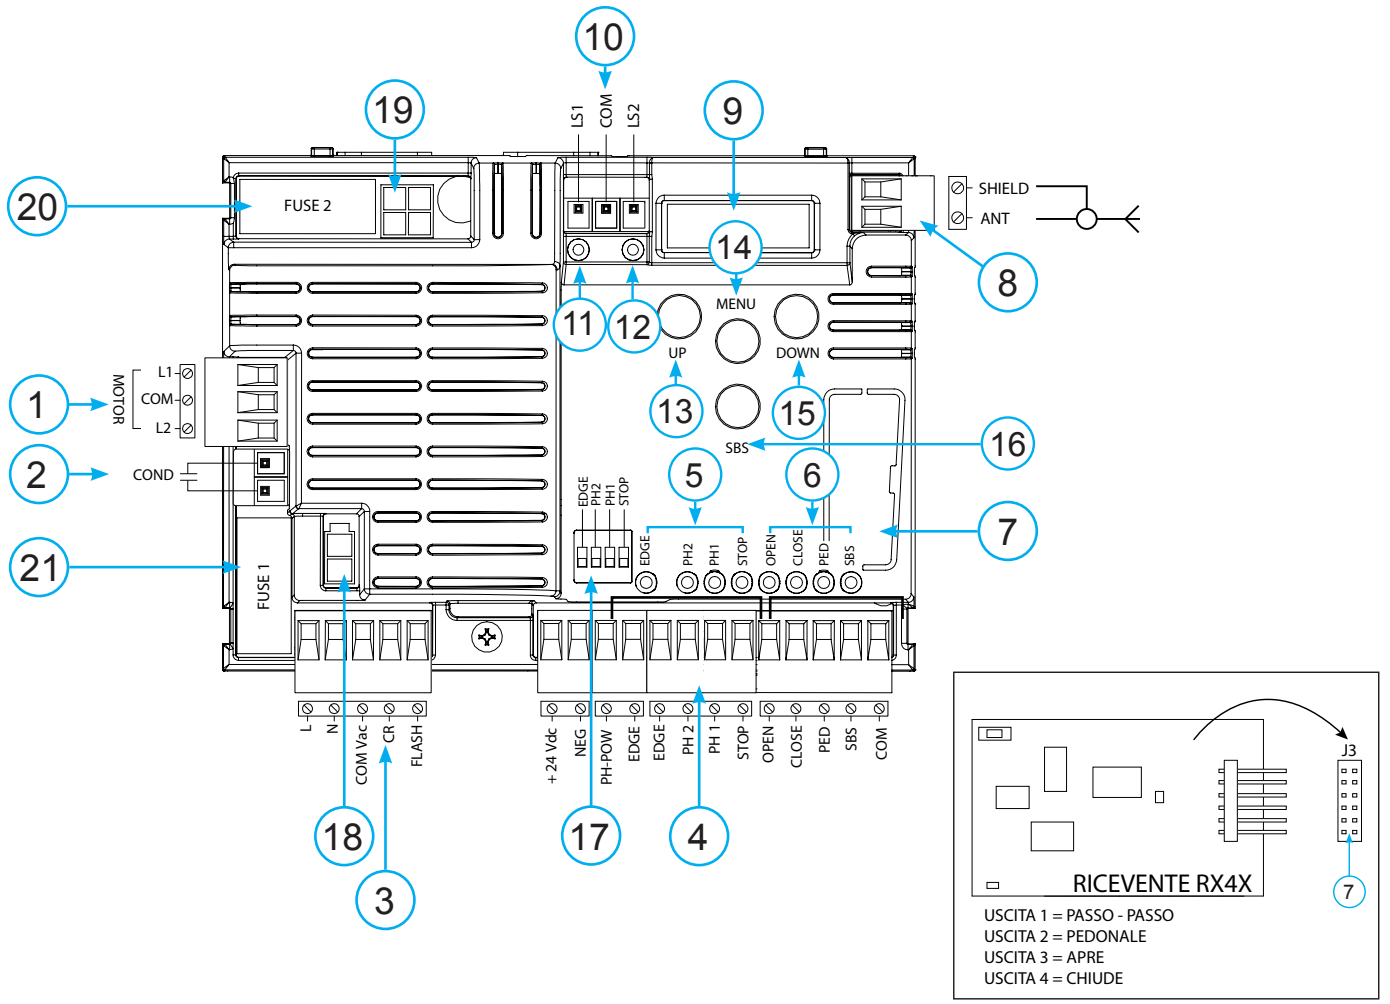 10
19
9
LS1
COM
LS2
20
FUSE 2
SHIELD
ANT
14
8
MENU
11
12
UP
DOWN
13
15
1
MOTOR
L1
COM
L2
SBS
16
2
COND
5
6
EDGE
PH2
PH1
STOP
7
EDGE
PH2
PH1
STOP
OPEN
CLOSE
PED
SBS
21
FUSE 1
L
N
COM Vac
CR
FLASH
+ 24 Vdc
NEG
PH-POW
EDGE
EDGE
PH 2
PH 1
STOP
OPEN
CLOSE
PED
SBS
COM
18
17
4
3
J3
7
RICEVENTE RX4X
USCITA 1 = PASSO - PASSO
USCITA 2 = PEDONALE
USCITA 3 = APRE
USCITA 4 = CHIUDE